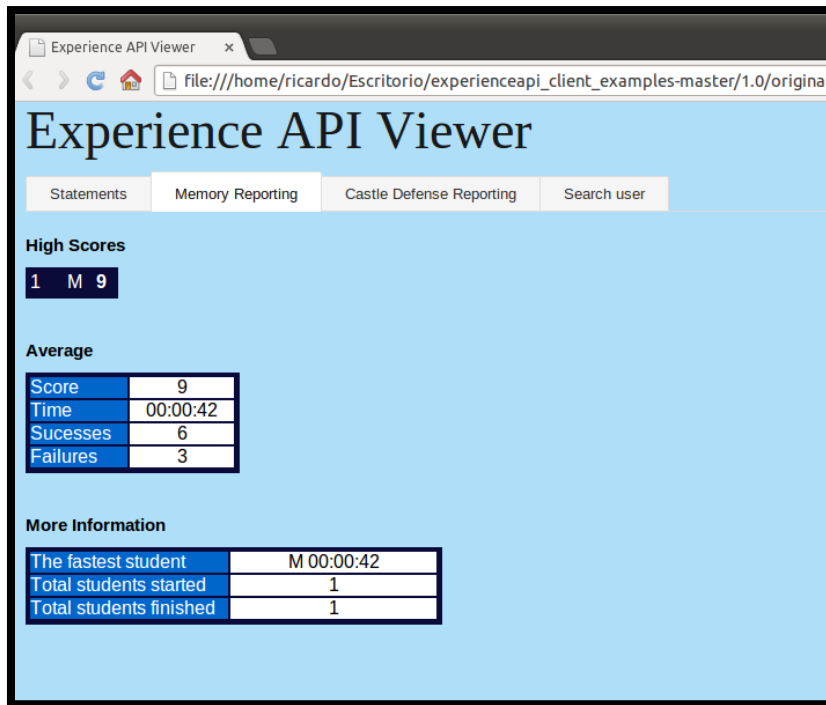 Experience API Viewer ×
file:///home/ricardo/Escritorio/experienceapi_client_examples-master/1.0/origina
Experience API Viewer
Statements Memory Reporting Castle Defense Reporting Search user
High Scores
1 M 9
Average
Score 9
Time 00:00:42
Sucesses 6
Failures 3
More Information
The fastest student M 00:00:42
Total students started 1
Total students finished 1